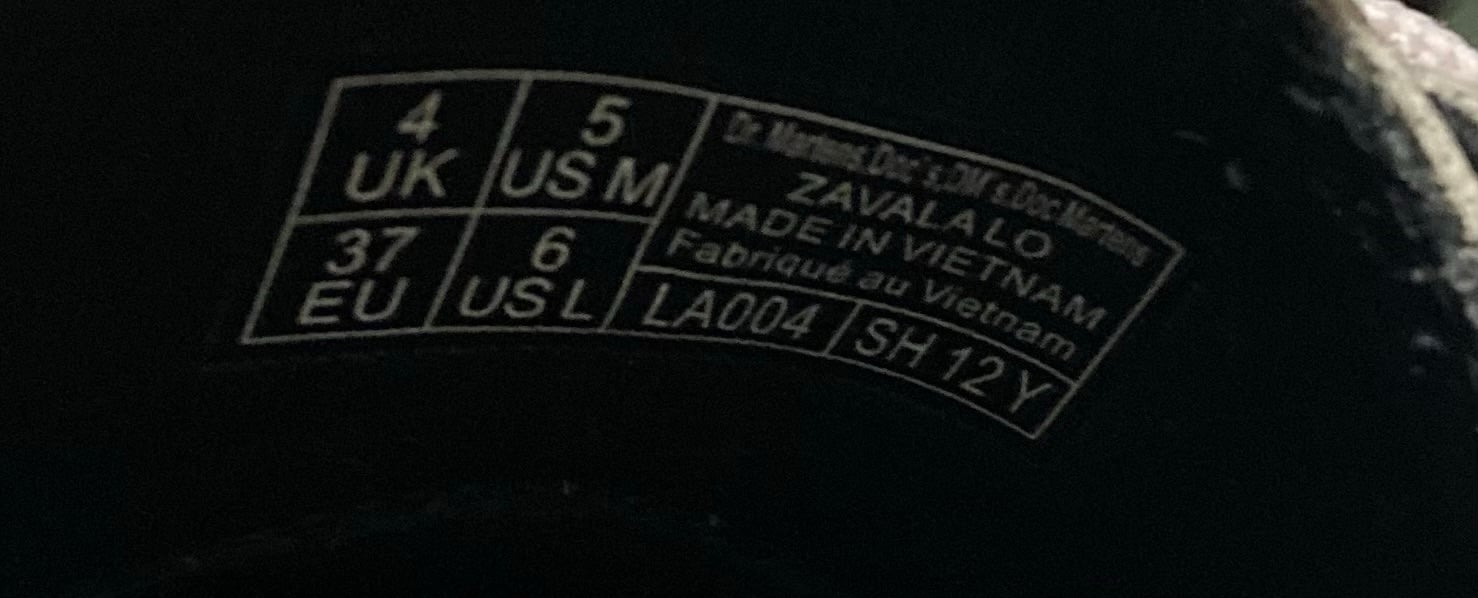 4
UK
5
US M
37
EU
6
US L
Dr. Martens,Doc's,DM's,Doc Martens
ZAVALA LO
MADE IN VIETNAM
Fabriqué au Vietnam
LA004
SH 12 Y